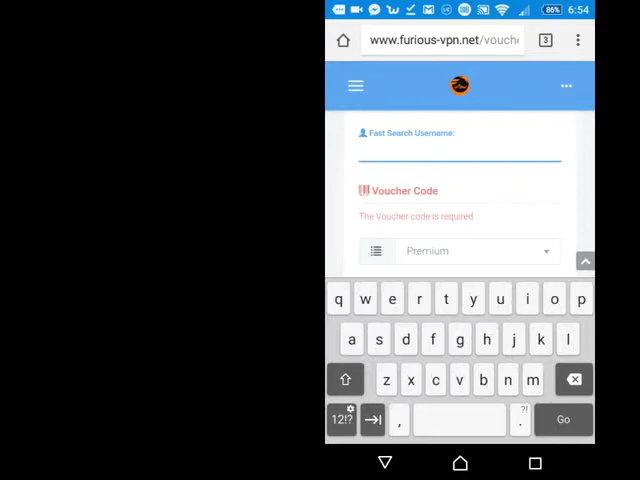 86% 6:54
www.furious-vpn.net/vouche
3
Fast Search Username:
Voucher Code
The Voucher code is required
Premium
q w e r t y u i o p
a s d f g h j k l
z x c v b n m
12!? , ?! . Go